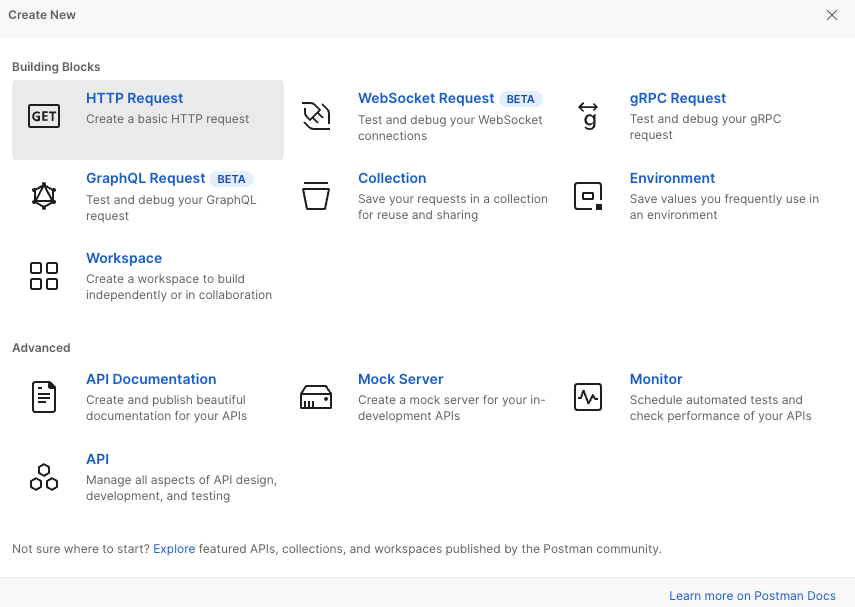 Create New
Building Blocks
GET
HTTP Request
Create a basic HTTP request
WebSocket Request BETA
Test and debug your WebSocket
connections
g
gRPC Request
Test and debug your gRPC
request
GraphQL Request BETA
Test and debug your GraphQL
request
Collection
Save your requests in a collection
for reuse and sharing
Environment
Save values you frequently use in
an environment
Workspace
Create a workspace to build
independently or in collaboration
Advanced
API Documentation
Create and publish beautiful
documentation for your APIs
Mock Server
Create a mock server for your in-
development APIs
Monitor
Schedule automated tests and
check performance of your APIs
API
Manage all aspects of API design,
development, and testing
Not sure where to start? Explore featured APIs, collections, and workspaces published by the Postman community.
Learn more on Postman Docs